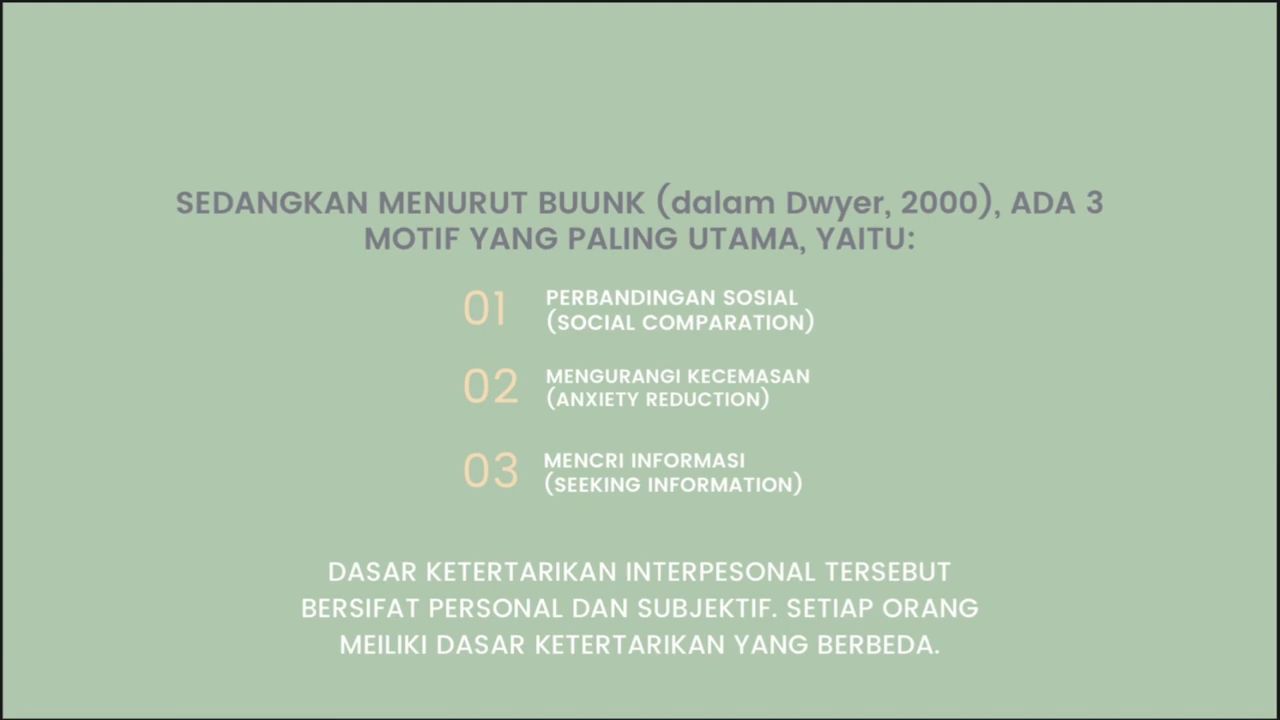 SEDANGKAN MENURUT BUUNK (dalam Dwyer, 2000), ADA 3
MOTIF YANG PALING UTAMA, YAITU:
01 PERBANDINGAN SOSIAL
(SOCIAL COMPARATION)
02 MENGURANGI KECEMASAN
(ANXIETY REDUCTION)
03 MENCRI INFORMASI
(SEEKING INFORMATION)
DASAR KETERTARIKAN INTERPESONAL TERSEBUT
BERSIFAT PERSONAL DAN SUBJEKTIF. SETIAP ORANG
MEILIKI DASAR KETERTARIKAN YANG BERBEDA.